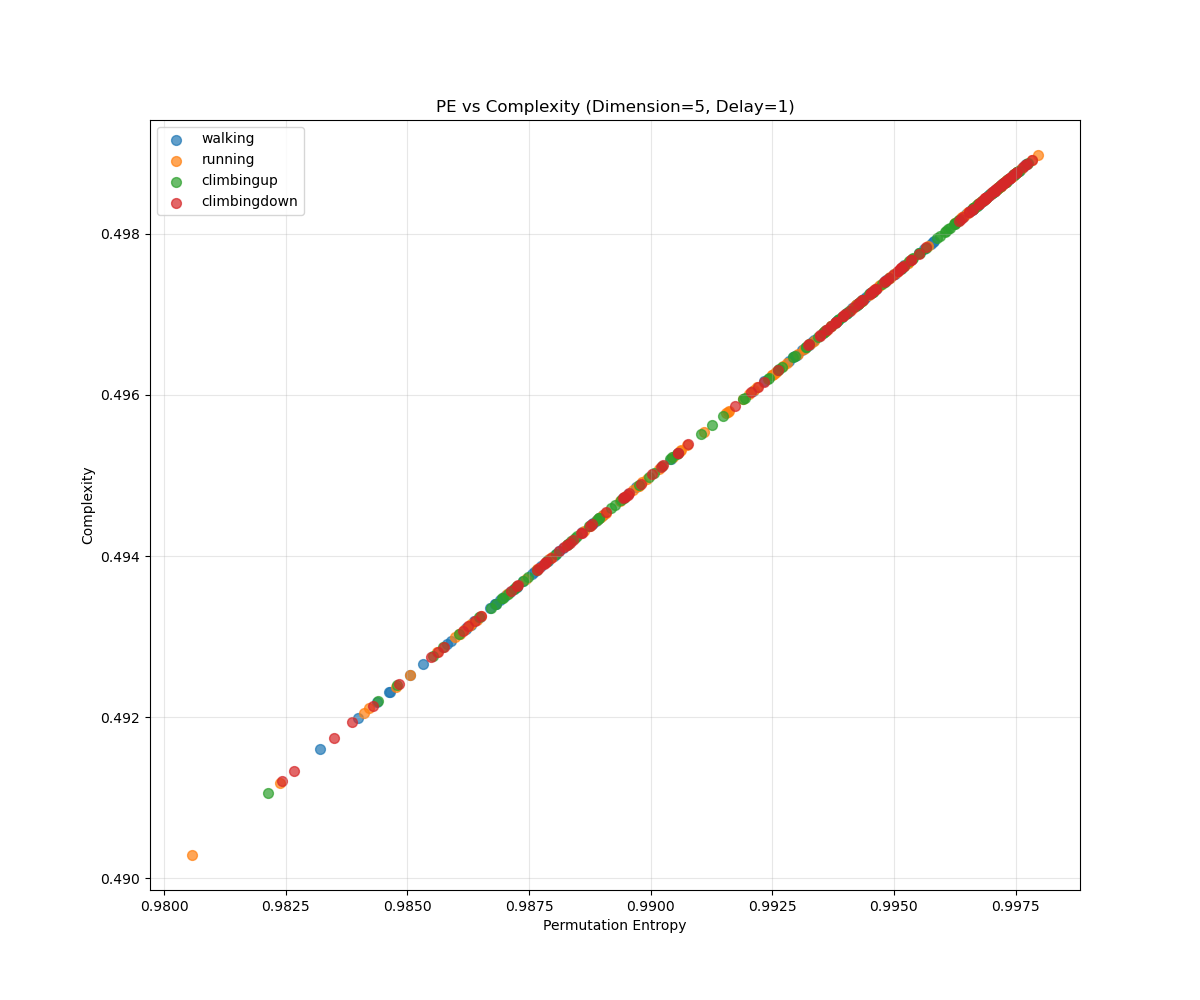 PE vs Complexity (Dimension=5, Delay=1)
walking
running
climbingup
climbingdown
0.498
0.496
0.494
0.492
0.490
Complexity
0.9800 0.9825 0.9850 0.9875 0.9900 0.9925 0.9950 0.9975
Permutation Entropy